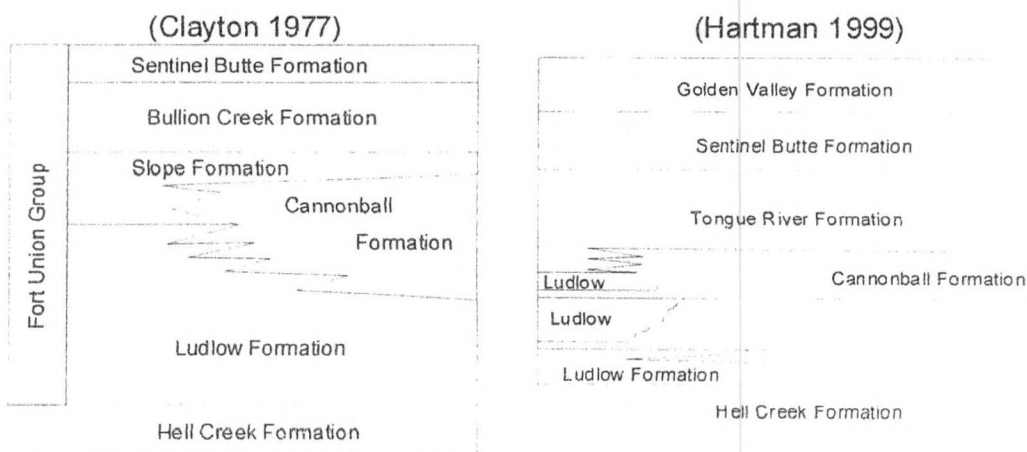 (Clayton 1977)
Fort Union Group
Sentinel Butte Formation
Bullion Creek Formation
Slope Formation
Cannonball
Formation
Ludlow Formation
Hell Creek Formation
(Hartman 1999)
Golden Valley Formation
Sentinel Butte Formation
Tongue River Formation
Cannonball Formation
Ludlow
Ludlow
Ludlow Formation
Hell Creek Formation